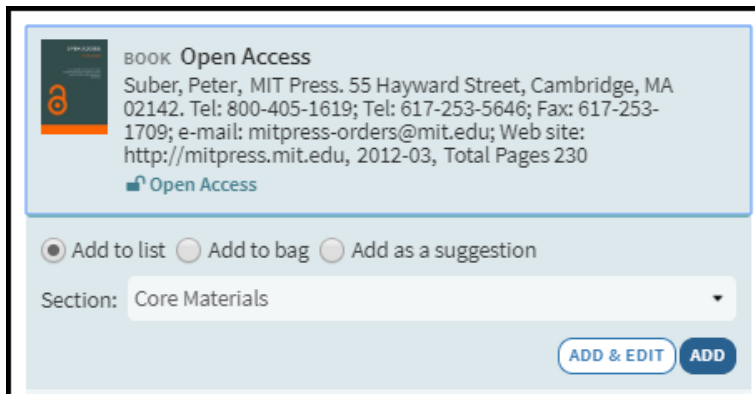 BOOK Open Access
Suber, Peter, MIT Press. 55 Hayward Street, Cambridge, MA
02142. Tel: 800-405-1619; Tel: 617-253-5646; Fax: 617-253-
1709; e-mail: mitpress-orders@mit.edu; Web site:
http://mitpress.mit.edu, 2012-03, Total Pages 230
Open Access
Add to list Add to bag Add as a suggestion
Section: Core Materials
ADD & EDIT ADD